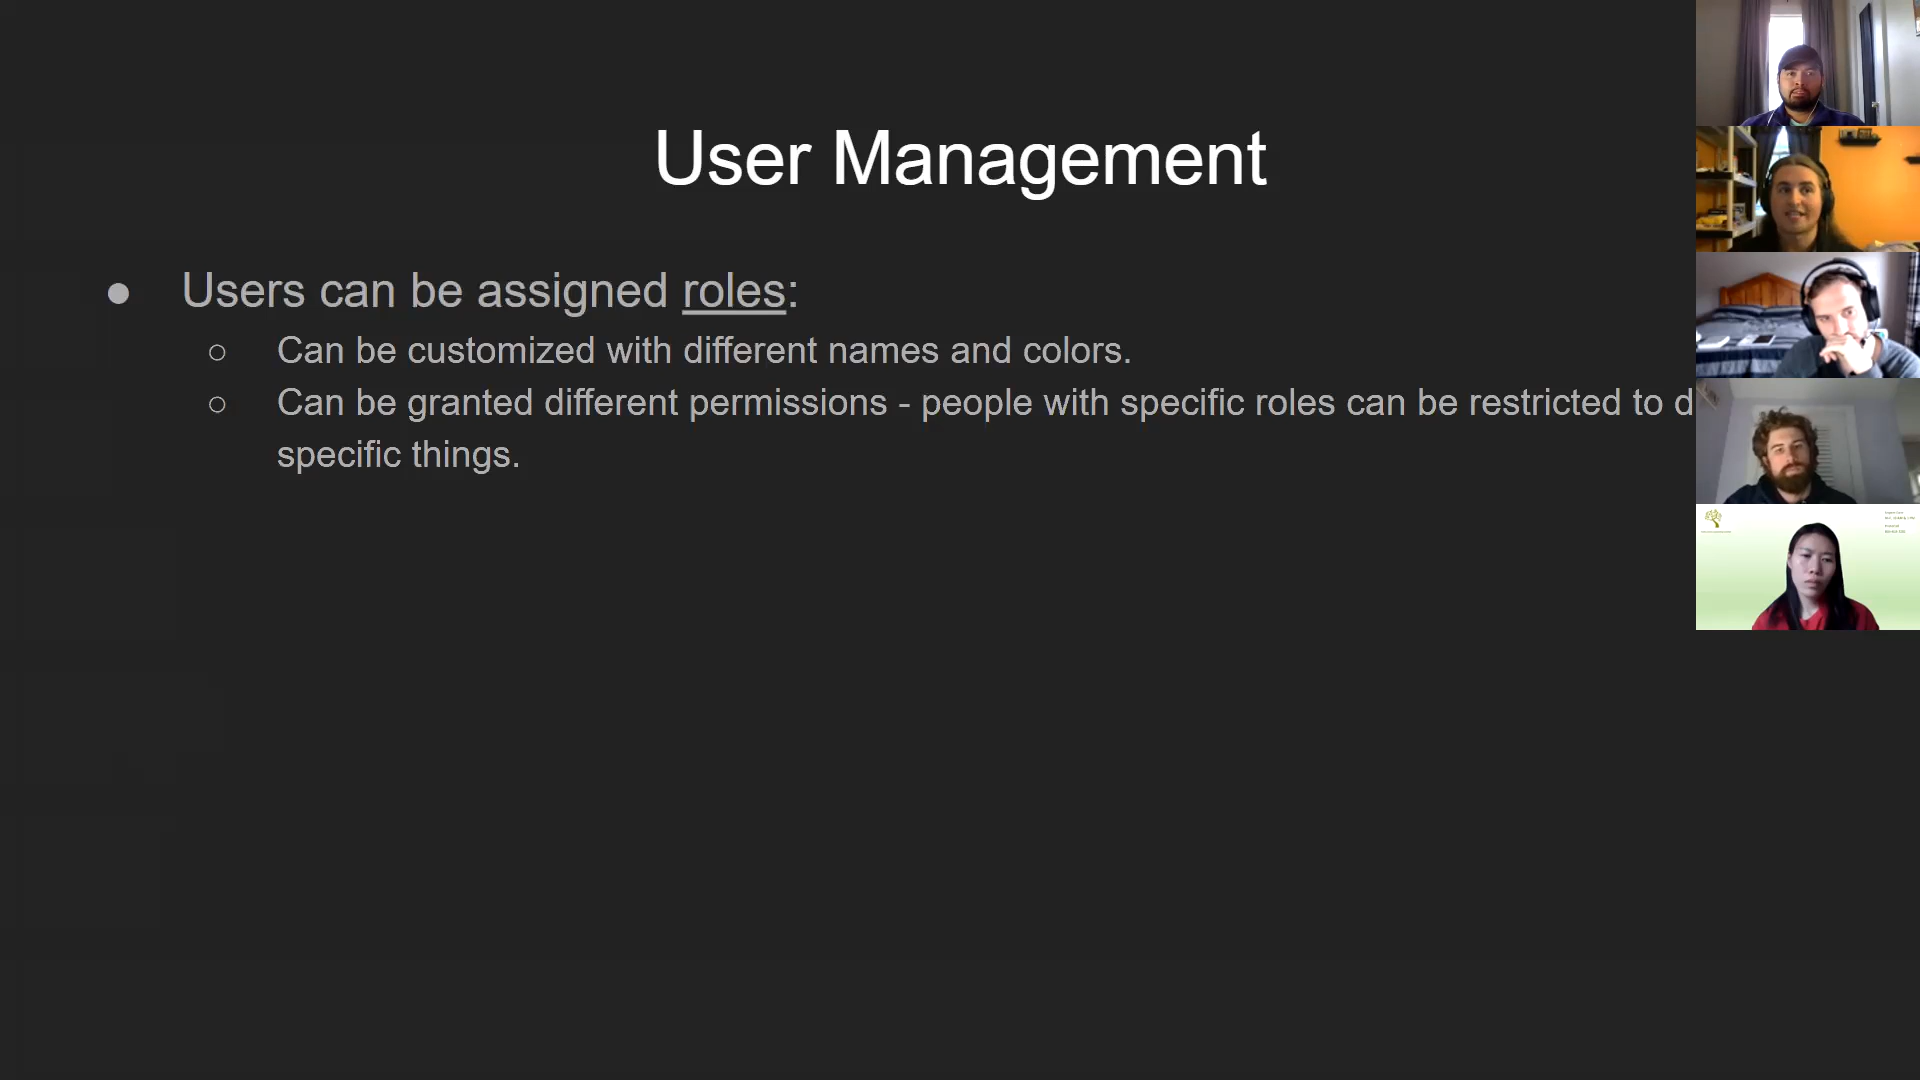 User Management
● Users can be assigned roles:
○ Can be customized with different names and colors.
○ Can be granted different permissions - people with specific roles can be restricted to d
specific things.